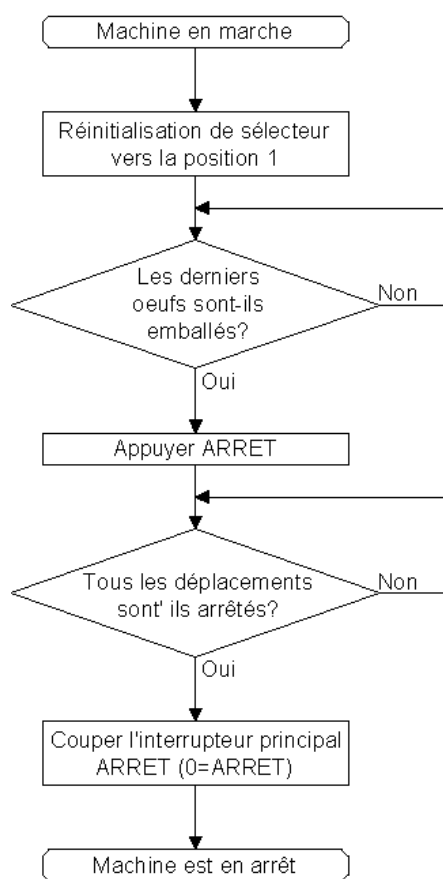 Machine en marche
Réinitialisation de sélecteur
vers la position 1
Les derniers
oeufs sont-ils
emballés?
Non
Oui
Appuyer ARRET
Tous les déplacements
sont' ils arrêtés?
Non
Oui
Couper l'interrupteur principal
ARRET (0=ARRET)
Machine est en arrêt